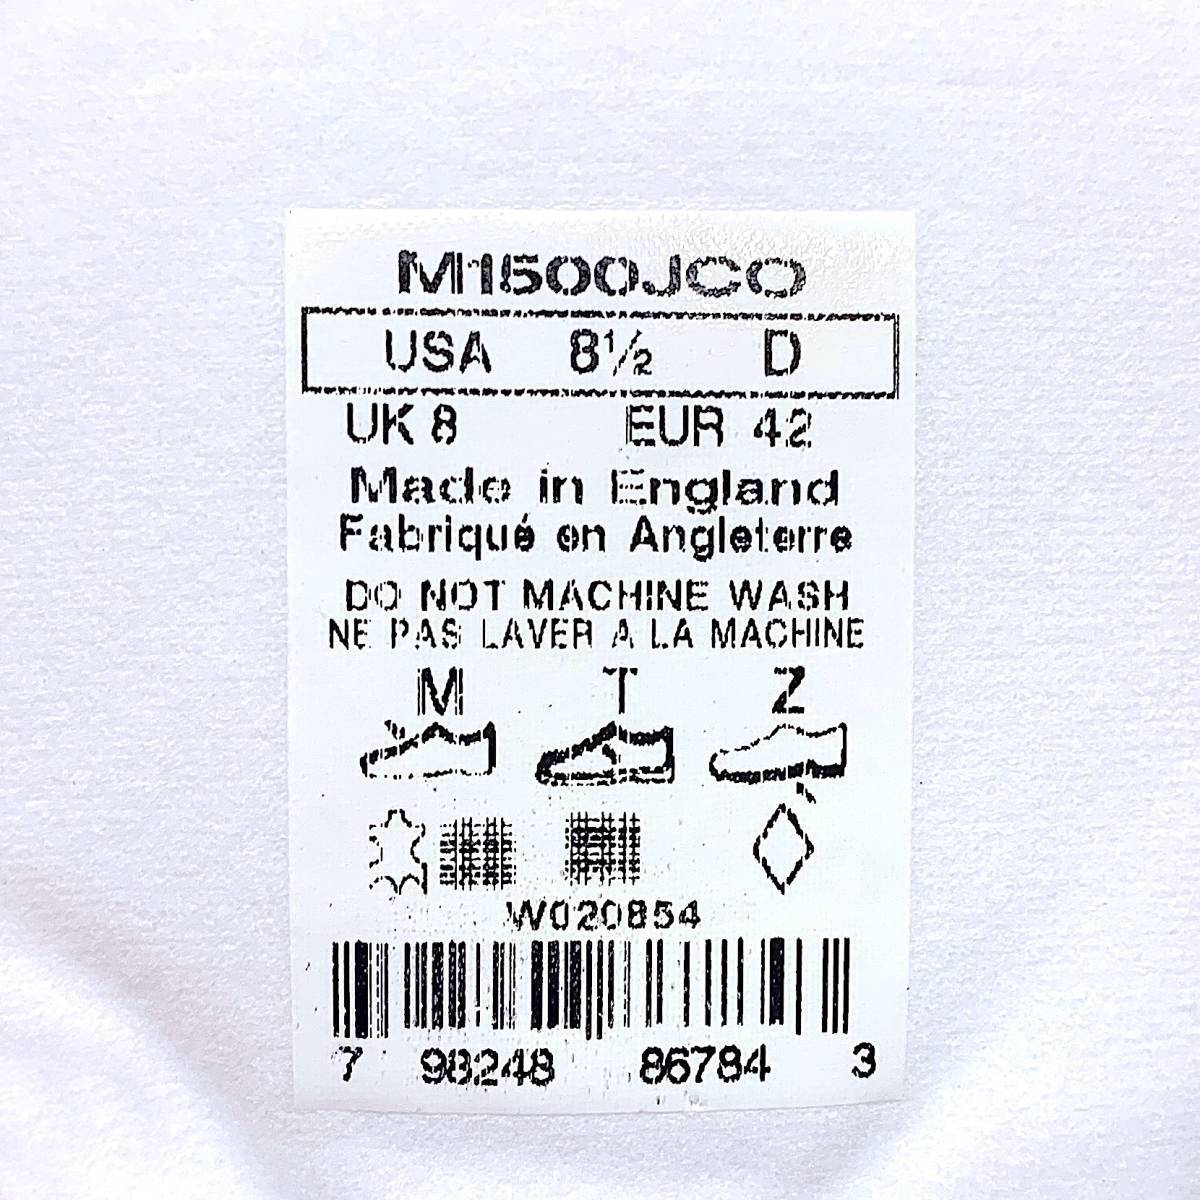 M1500JCO
USA 8½ D
UK 8 EUR 42
Made in England
Fabriqué en Angleterre
DO NOT MACHINE WASH
NE PAS LAVER A LA MACHINE
M T Z
W020854
7 98248 86784 3